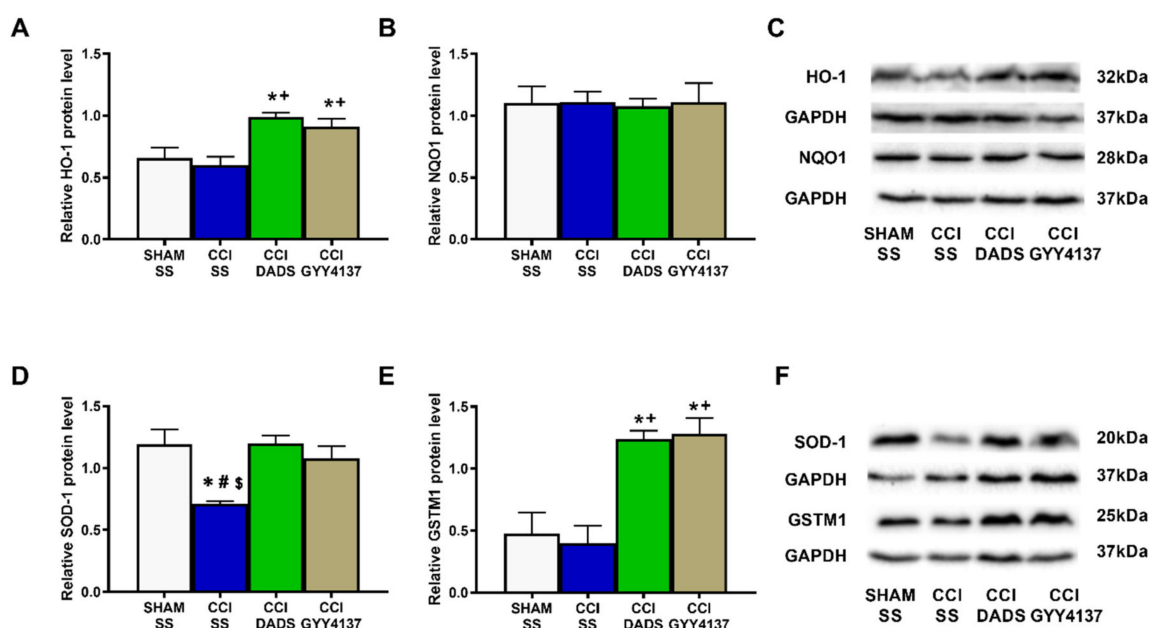 A
Relative HO-1 protein level
1.5
1.0
0.5
0.0
*+
*+
SHAM SS
CCI SS
CCI DADS
CCI GYY4137
B
Relative NQO1 protein level
1.5
1.0
0.5
0.0
SHAM SS
CCI SS
CCI DADS
CCI GYY4137
C
HO-1 32kDa
GAPDH 37kDa
NQO1 28kDa
GAPDH 37kDa
SHAM CCI CCI CCI
SS SS DADS GYY4137
D
Relative SOD-1 protein level
1.5
1.0
0.5
0.0
* # $
SHAM SS
CCI SS
CCI DADS
CCI GYY4137
E
Relative GSTM1 protein level
1.5
1.0
0.5
0.0
*+
*+
SHAM SS
CCI SS
CCI DADS
CCI GYY4137
F
SOD-1 20kDa
GAPDH 37kDa
GSTM1 25kDa
GAPDH 37kDa
SHAM CCI CCI CCI
SS SS DADS GYY4137